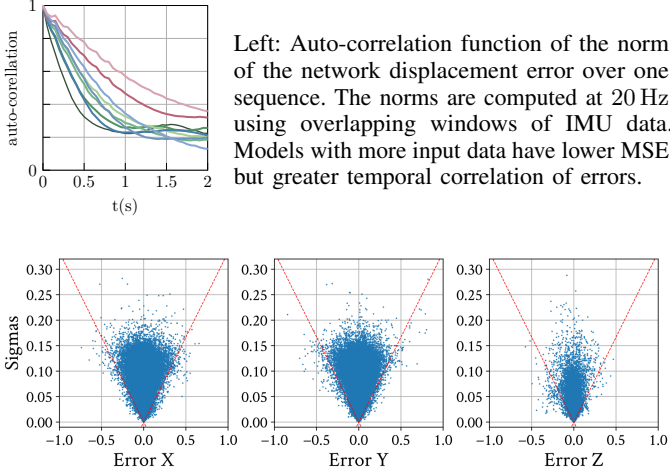 1
auto-corellation
0
0 0.5 1 1.5 2
t(s)
Left: Auto-correlation function of the norm
of the network displacement error over one
sequence. The norms are computed at 20 Hz
using overlapping windows of IMU data.
Models with more input data have lower MSE
but greater temporal correlation of errors.
Sigmas
0.30
0.25
0.20
0.15
0.10
0.05
0.00
−1.0 −0.5 0.0 0.5 1.0
Error X
0.30
0.25
0.20
0.15
0.10
0.05
0.00
−1.0 −0.5 0.0 0.5 1.0
Error Y
0.30
0.25
0.20
0.15
0.10
0.05
0.00
−1.0 −0.5 0.0 0.5 1.0
Error Z